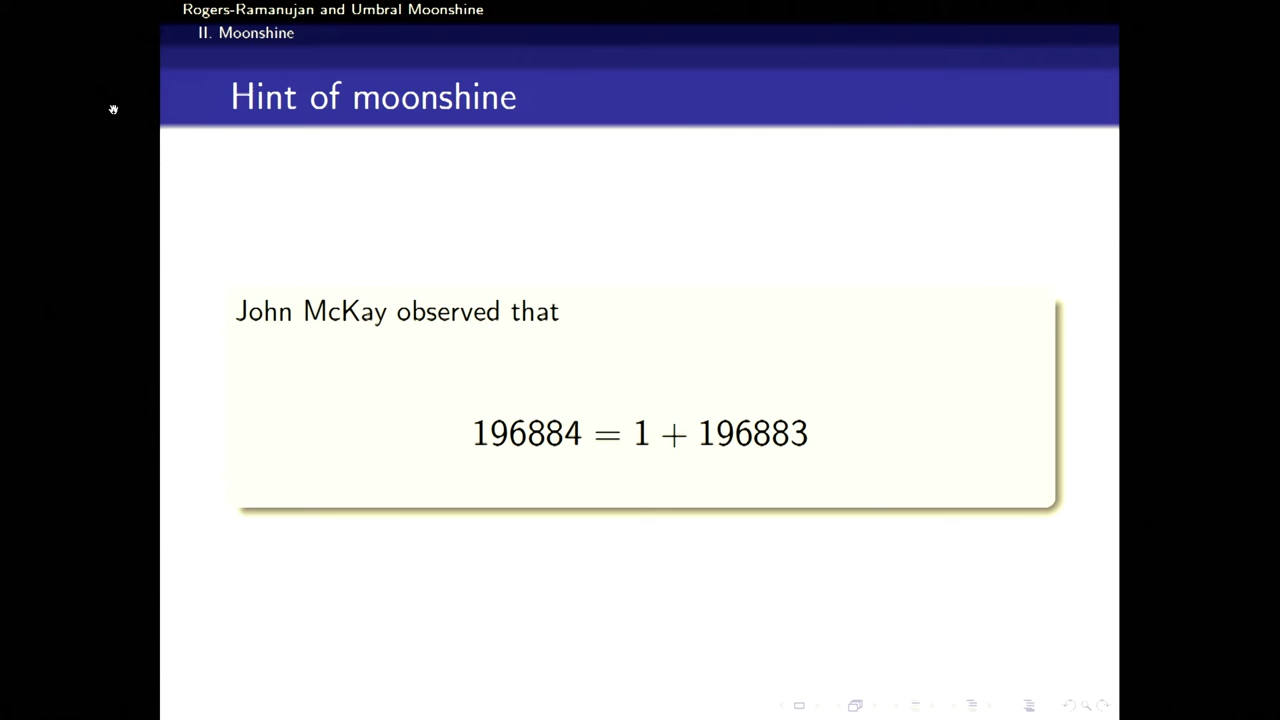 Rogers-Ramanujan and Umbral Moonshine
II. Moonshine
Hint of moonshine
John McKay observed that
196884 = 1 + 196883